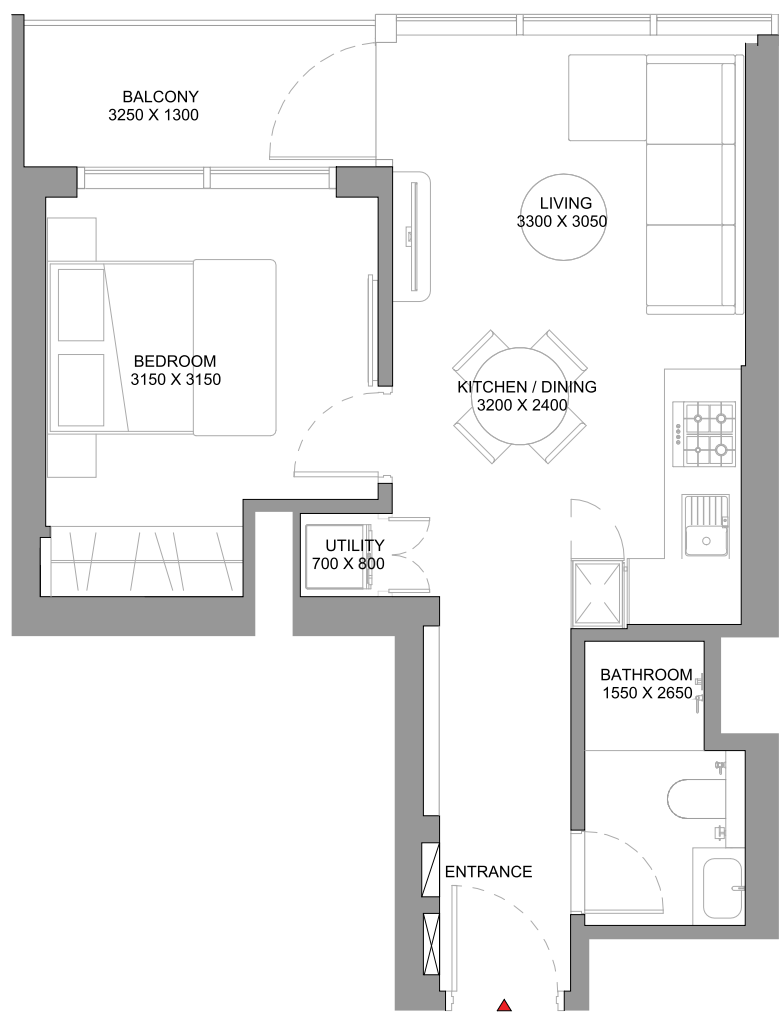 BALCONY
3250 X 1300
LIVING
3300 X 3050
BEDROOM
3150 X 3150
KITCHEN / DINING
3200 X 2400
UTILITY
700 X 800
BATHROOM
1550 X 2650
ENTRANCE